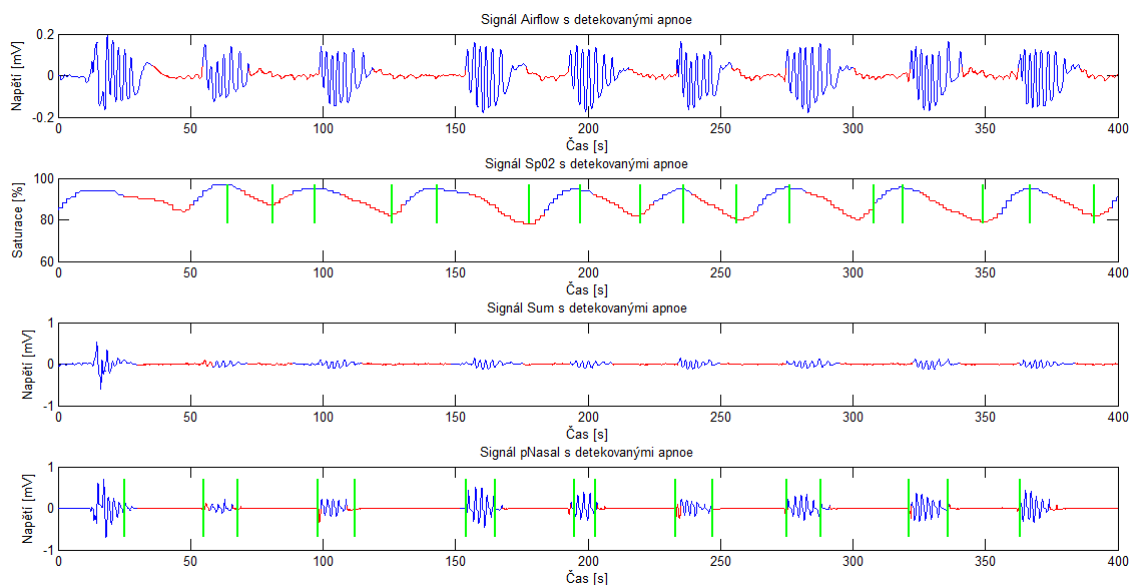 Signál Airflow s detekovanými apnoe
Napětí [mV]
0.2
0
-0.2
0 50 100 150 200 250 300 350 400
Čas [s]
Signál Sp02 s detekovanými apnoe
Saturace [%]
100
80
60
0 50 100 150 200 250 300 350 400
Čas [s]
Signál Sum s detekovanými apnoe
Napětí [mV]
1
0
-1
0 50 100 150 200 250 300 350 400
Čas [s]
Signál pNasal s detekovanými apnoe
Napětí [mV]
1
0
-1
0 50 100 150 200 250 300 350 400
Čas [s]